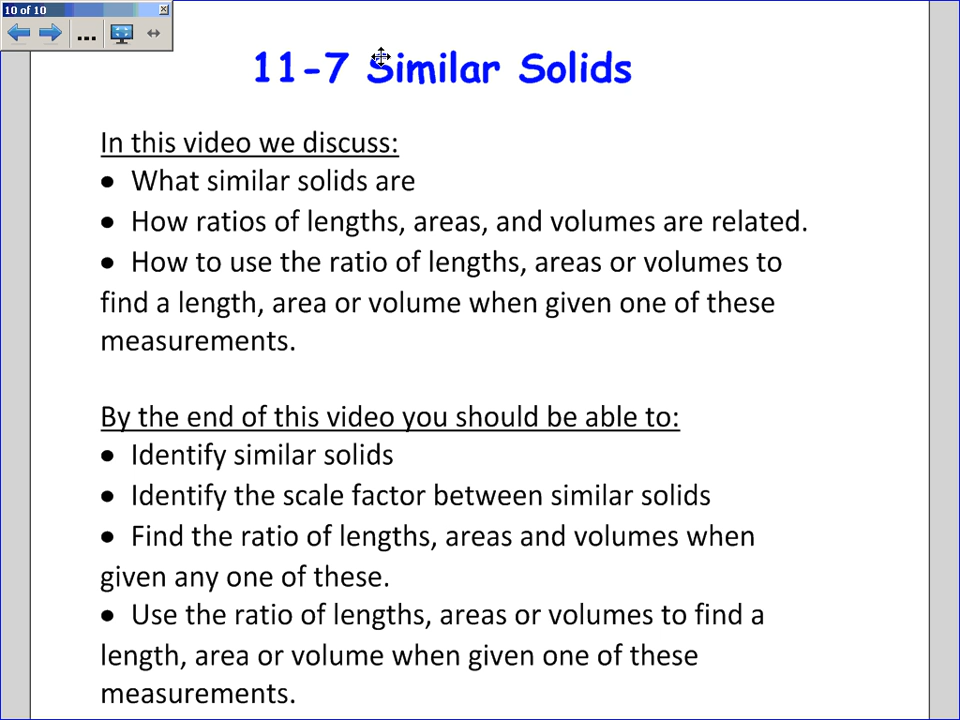 10 of 10
...
11-7 Similar Solids
In this video we discuss:
• What similar solids are
• How ratios of lengths, areas, and volumes are related.
• How to use the ratio of lengths, areas or volumes to
find a length, area or volume when given one of these
measurements.
By the end of this video you should be able to:
• Identify similar solids
• Identify the scale factor between similar solids
• Find the ratio of lengths, areas and volumes when
given any one of these.
• Use the ratio of lengths, areas or volumes to find a
length, area or volume when given one of these
measurements.